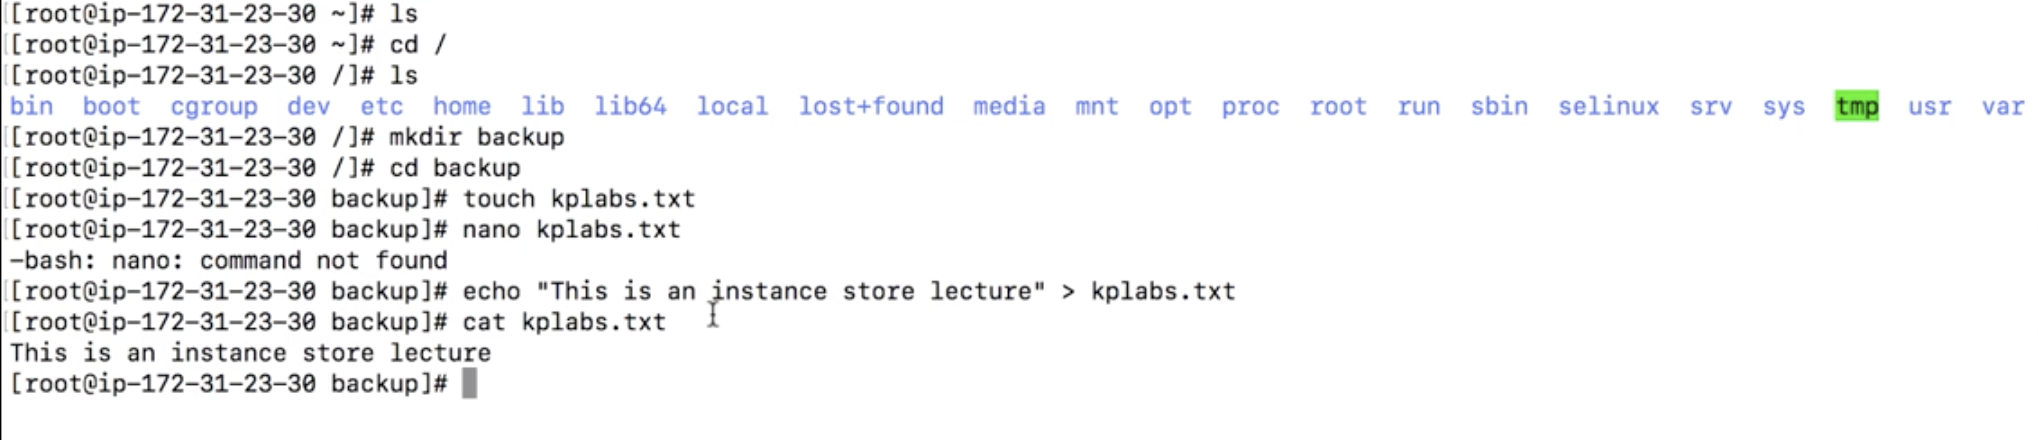 [root@ip-172-31-23-30 ~]# ls
[root@ip-172-31-23-30 ~]# cd /
[root@ip-172-31-23-30 /]# ls
bin boot cgroup dev etc home lib lib64 local lost+found media mnt opt proc root run sbin selinux srv sys tmp usr var
[root@ip-172-31-23-30 /]# mkdir backup
[root@ip-172-31-23-30 /]# cd backup
[root@ip-172-31-23-30 backup]# touch kplabs.txt
[root@ip-172-31-23-30 backup]# nano kplabs.txt
-bash: nano: command not found
[root@ip-172-31-23-30 backup]# echo "This is an instance store lecture" > kplabs.txt
[root@ip-172-31-23-30 backup]# cat kplabs.txt
This is an instance store lecture
[root@ip-172-31-23-30 backup]#